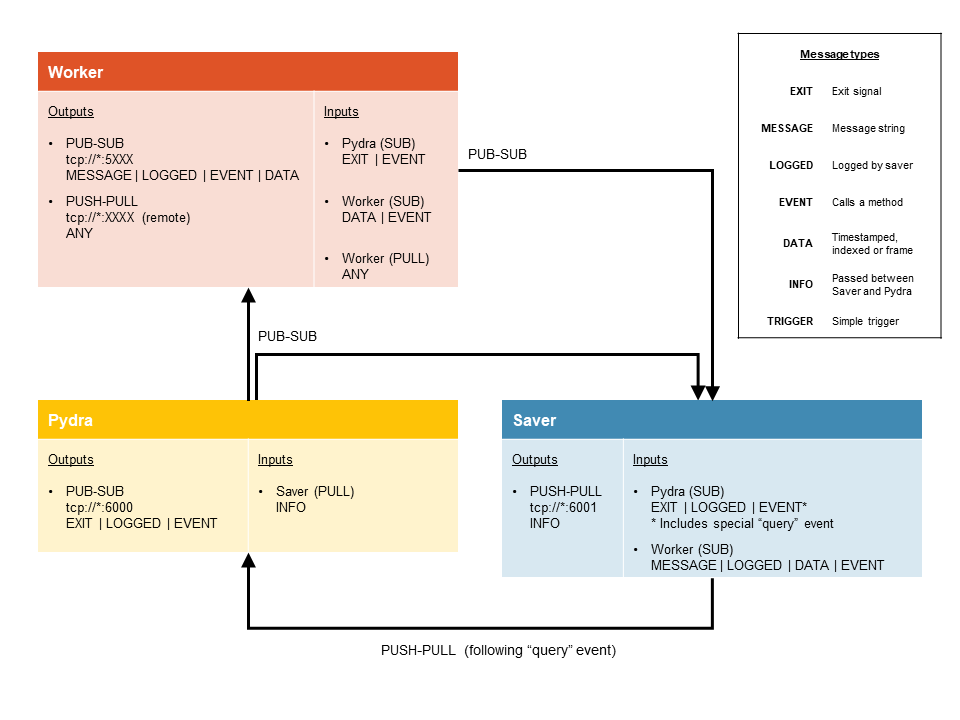 Message types
EXIT Exit signal
MESSAGE Message string
LOGGED Logged by saver
EVENT Calls a method
DATA Timestamped, indexed or frame
INFO Passed between Saver and Pydra
TRIGGER Simple trigger
Worker
Outputs
• PUB-SUB
tcp://*:5XXX
MESSAGE | LOGGED | EVENT | DATA
• PUSH-PULL
tcp://*:XXXX (remote)
ANY
Inputs
• Pydra (SUB)
EXIT | EVENT
• Worker (SUB)
DATA | EVENT
• Worker (PULL)
ANY
PUB-SUB
PUB-SUB
Pydra
Outputs
• PUB-SUB
tcp://*:6000
EXIT | LOGGED | EVENT
Inputs
• Saver (PULL)
INFO
Saver
Outputs
• PUSH-PULL
tcp://*:6001
INFO
Inputs
• Pydra (SUB)
EXIT | LOGGED | EVENT*
* Includes special “query” event
• Worker (SUB)
MESSAGE | LOGGED | DATA | EVENT
PUSH-PULL (following “query” event)